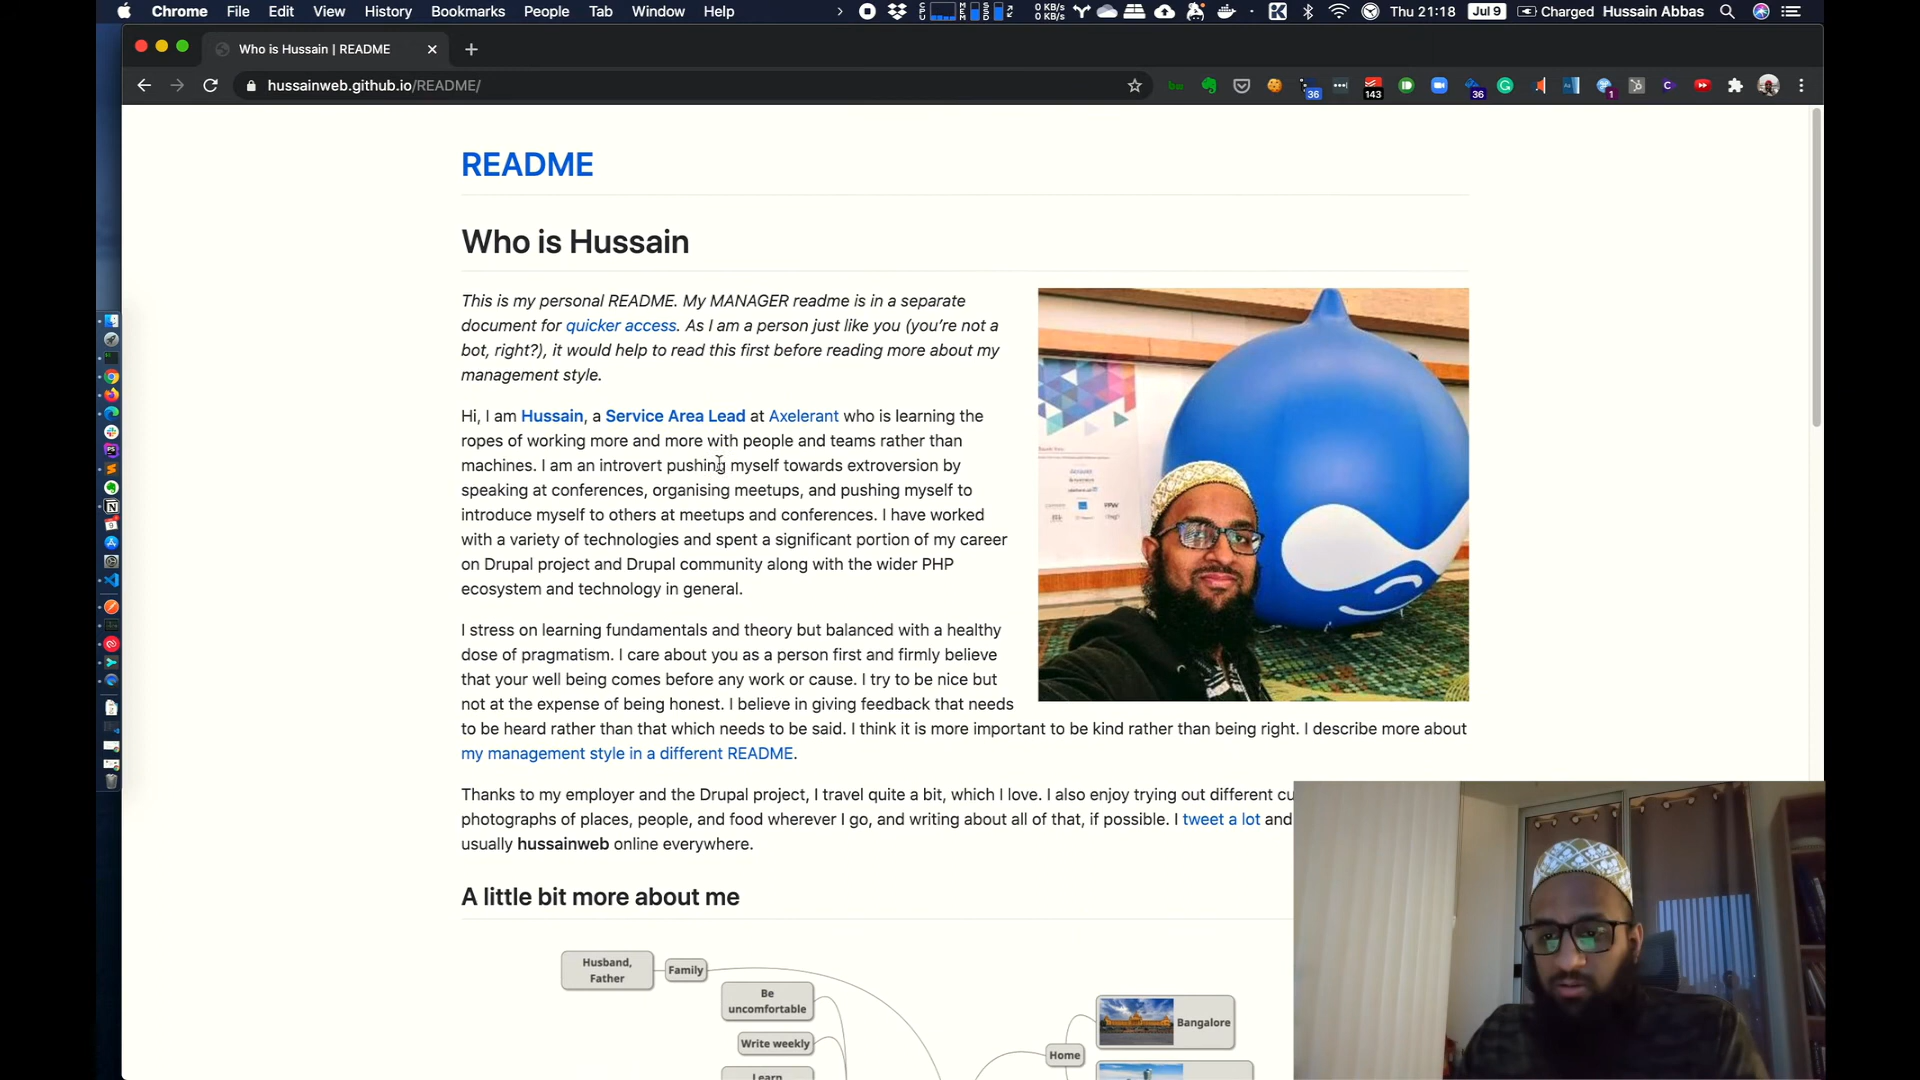 Chrome File Edit View History Bookmarks People Tab Window Help
0 KB/s
0 KB/s
Thu 21:18 Jul 9 Charged Hussain Abbas
Who is Hussain | README
hussainweb.github.io/README/
36 143 36 1
README
Who is Hussain
This is my personal README. My MANAGER readme is in a separate
document for quicker access. As I am a person just like you (you’re not a
bot, right?), it would help to read this first before reading more about my
management style.
Hi, I am Hussain, a Service Area Lead at Axelerant who is learning the
ropes of working more and more with people and teams rather than
machines. I am an introvert pushing myself towards extroversion by
speaking at conferences, organising meetups, and pushing myself to
introduce myself to others at meetups and conferences. I have worked
with a variety of technologies and spent a significant portion of my career
on Drupal project and Drupal community along with the wider PHP
ecosystem and technology in general.
I stress on learning fundamentals and theory but balanced with a healthy
dose of pragmatism. I care about you as a person first and firmly believe
that your well being comes before any work or cause. I try to be nice but
not at the expense of being honest. I believe in giving feedback that needs
to be heard rather than that which needs to be said. I think it is more important to be kind rather than being right. I describe more about
my management style in a different README.
Thanks to my employer and the Drupal project, I travel quite a bit, which I love. I also enjoy trying out different cu
photographs of places, people, and food wherever I go, and writing about all of that, if possible. I tweet a lot and
usually hussainweb online everywhere.
A little bit more about me
Husband,
Father
Family
Be
uncomfortable
Write weekly
Learn
Home
Bangalore